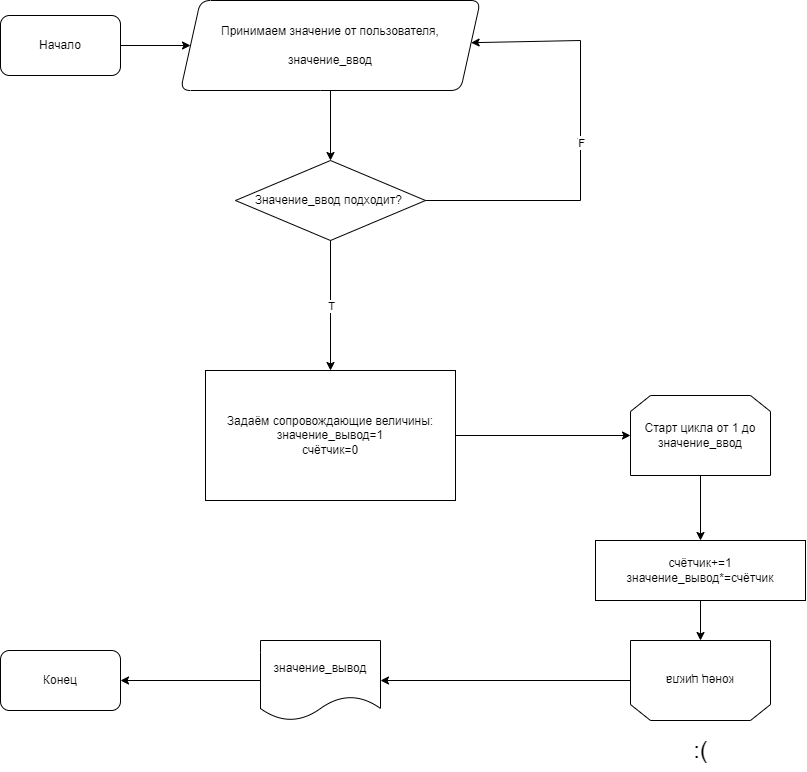 Начало
Принимаем значение от пользователя,
значение_ввод
F
Значение_ввод подходит?
T
Задаём сопровождающие величины:
значение_вывод=1
счётчик=0
Старт цикла от 1 до
значение_ввод
счётчик+=1
значение_вывод*=счётчик
конец цикла
значение_вывод
Конец
:(